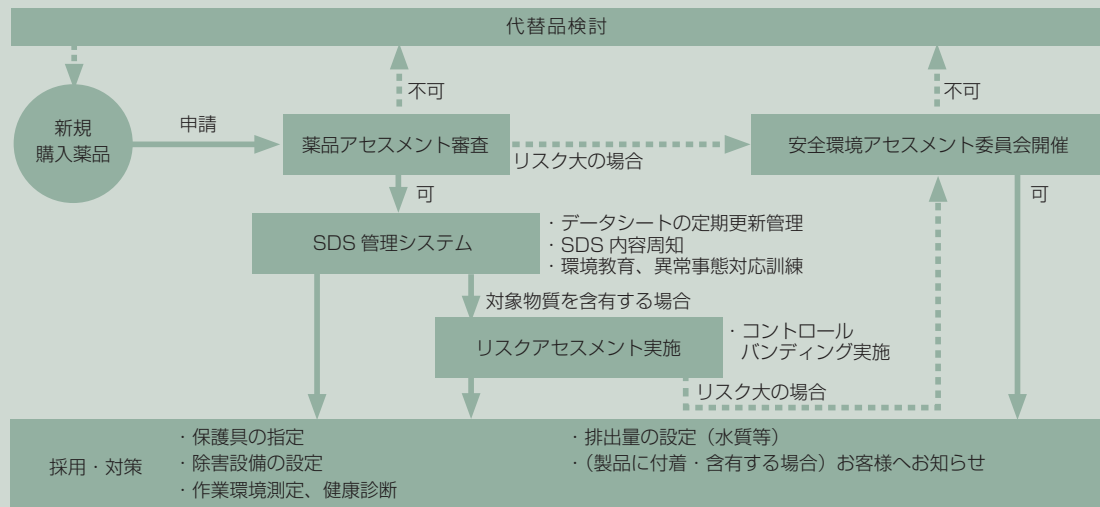 代替品検討
不可
不可
新規
購入薬品
申請
薬品アセスメント審査
リスク大の場合
安全環境アセスメント委員会開催
可
可
SDS 管理システム
・データシートの定期更新管理
・SDS 内容周知
・環境教育、異常事態対応訓練
対象物質を含有する場合
リスクアセスメント実施
・コントロール
バンディング実施
リスク大の場合
採用・対策
・保護具の指定
・除害設備の設定
・作業環境測定、健康診断
・排出量の設定（水質等）
・（製品に付着・含有する場合）お客様へお知らせ